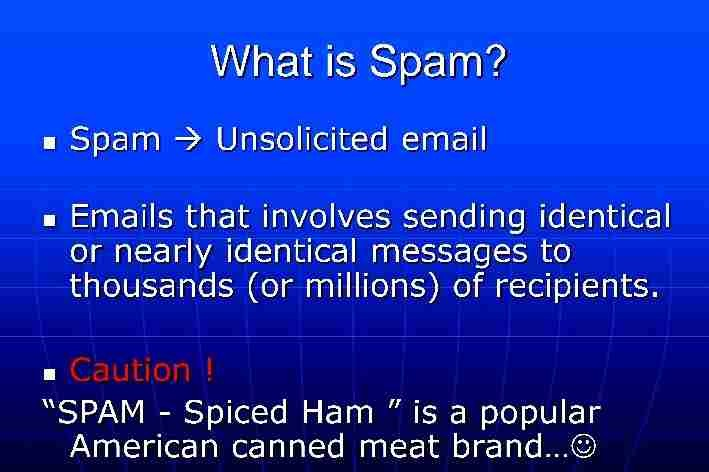 What is Spam?
Spam → Unsolicited email
Emails that involves sending identical
or nearly identical messages to
thousands (or millions) of recipients.
Caution !
“SPAM - Spiced Ham ” is a popular
American canned meat brand…☺